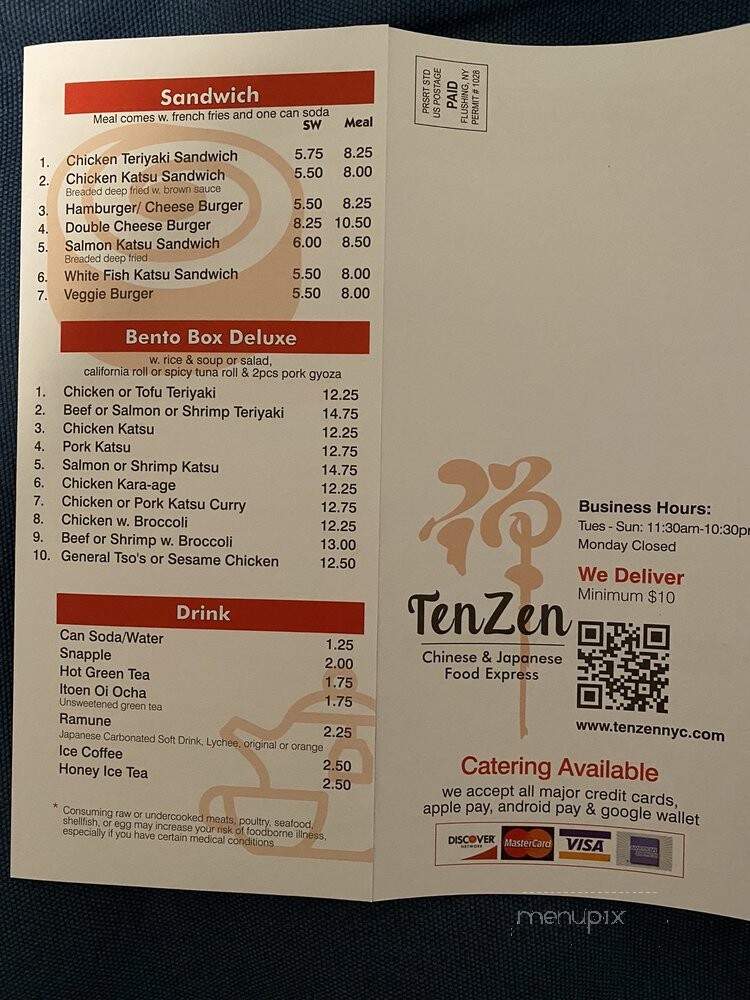 Sandwich
Meal comes w. french fries and one can soda
SW Meal
1. Chicken Teriyaki Sandwich 5.75 8.25
2. Chicken Katsu Sandwich 5.50 8.00
Breaded deep fried w. brown sauce
3. Hamburger/ Cheese Burger 5.50 8.25
4. Double Cheese Burger 8.25 10.50
5. Salmon Katsu Sandwich 6.00 8.50
Breaded deep fried
6. White Fish Katsu Sandwich 5.50 8.00
7. Veggie Burger 5.50 8.00
Bento Box Deluxe
w. rice & soup or salad,
california roll or spicy tuna roll & 2pcs pork gyoza
1. Chicken or Tofu Teriyaki 12.25
2. Beef or Salmon or Shrimp Teriyaki 14.75
3. Chicken Katsu 12.25
4. Pork Katsu 12.75
5. Salmon or Shrimp Katsu 14.75
6. Chicken Kara-age 12.25
7. Chicken or Pork Katsu Curry 12.75
8. Chicken w. Broccoli 12.25
9. Beef or Shrimp w. Broccoli 13.00
10. General Tso's or Sesame Chicken 12.50
Drink
Can Soda/Water 1.25
Snapple 2.00
Hot Green Tea 1.75
Itoen Oi Ocha 1.75
Unsweetened green tea
Ramune 2.25
Japanese Carbonated Soft Drink, Lychee, original or orange
Ice Coffee 2.50
Honey Ice Tea 2.50
* Consuming raw or undercooked meats, poultry, seafood,
shellfish, or egg may increase your risk of foodborne illness,
especially if you have certain medical conditions
PRSRT STD
US POSTAGE
PAID
FLUSHING, NY
PERMIT # 1028
禅
TenZen
Chinese & Japanese
Food Express
Business Hours:
Tues - Sun: 11:30am-10:30pm
Monday Closed
We Deliver
Minimum $10
www.tenzennyc.com
Catering Available
we accept all major credit cards,
apple pay, android pay & google wallet
DISCOVER NETWORK MasterCard VISA AMERICAN EXPRESS
menupix